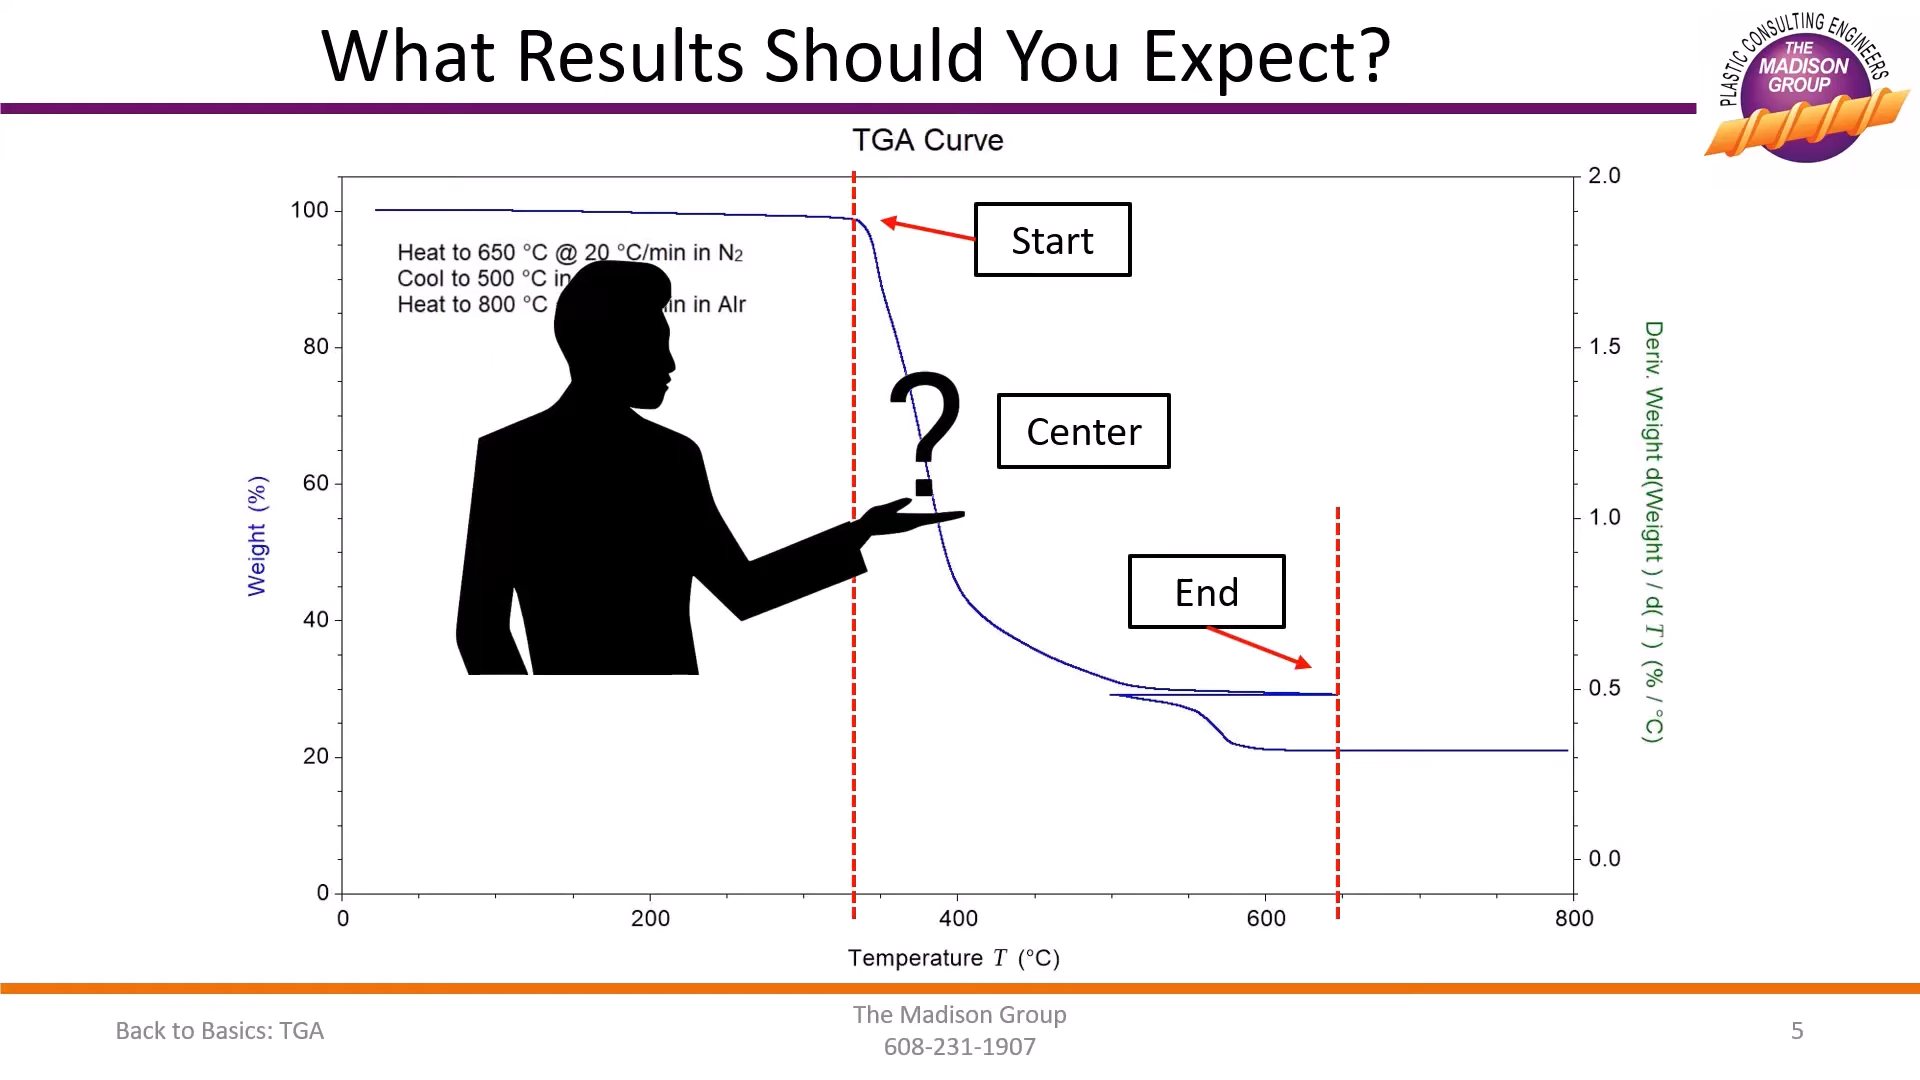 What Results Should You Expect?
PLASTIC CONSULTING ENGINEERS
THE
MADISON
GROUP
TGA Curve
Heat to 650 °C @ 20 °C/min in N2
Cool to 500 °C in
Heat to 800 °C in in AIr
Start
Center
End
?
Weight (%)
100
80
60
40
20
0
0
200
400
600
800
Temperature T (°C)
2.0
1.5
1.0
0.5
0.0
Deriv. Weight d(Weight ) / d( T ) (% / °C)
Back to Basics: TGA
The Madison Group
608-231-1907
5